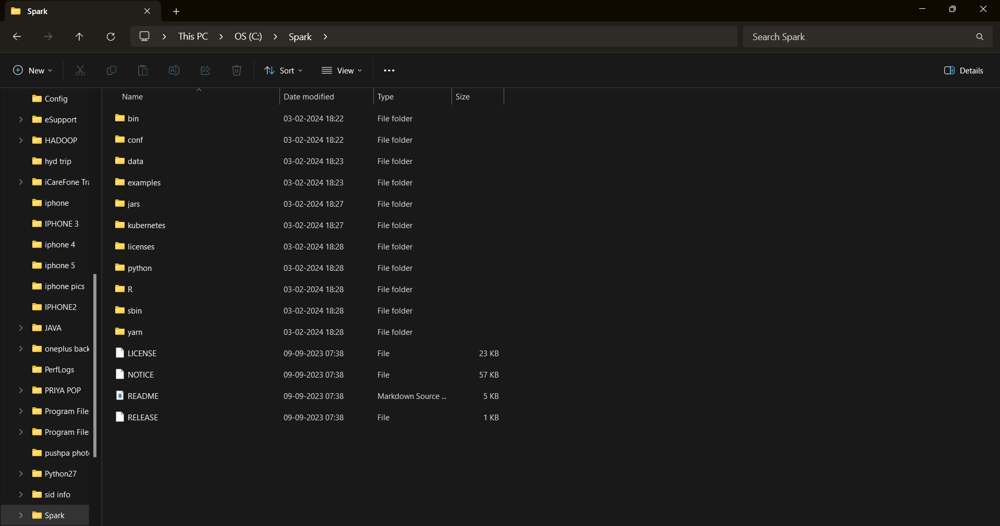 Spark
This PC
OS (C:)
Spark
Search Spark
New
Sort
View
Details
Config
eSupport
HADOOP
hyd trip
iCareFone Tra
iphone
IPHONE 3
iphone 4
iphone 5
iphone pics
IPHONE2
JAVA
oneplus back
PerfLogs
PRIYA POP
Program Files
Program Files
pushpa photo
Python27
sid info
Spark
Name Date modified Type Size
bin 03-02-2024 18:22 File folder
conf 03-02-2024 18:22 File folder
data 03-02-2024 18:23 File folder
examples 03-02-2024 18:23 File folder
jars 03-02-2024 18:27 File folder
kubernetes 03-02-2024 18:27 File folder
licenses 03-02-2024 18:28 File folder
python 03-02-2024 18:28 File folder
R 03-02-2024 18:28 File folder
sbin 03-02-2024 18:28 File folder
yarn 03-02-2024 18:28 File folder
LICENSE 09-09-2023 07:38 File 23 KB
NOTICE 09-09-2023 07:38 File 57 KB
README 09-09-2023 07:38 Markdown Source ... 5 KB
RELEASE 09-09-2023 07:38 File 1 KB